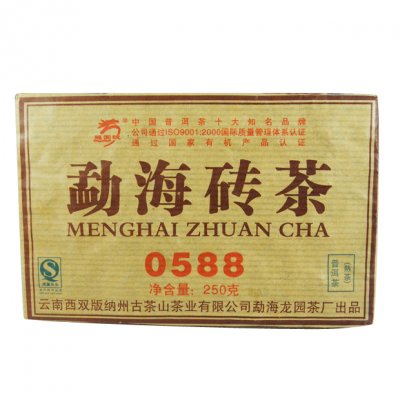 龙园号
中国普洱茶十大知名品牌
公司通过ISO9001:2000国际质量管理体系认证
通过国家有机产品认证
勐海砖茶
MENGHAI ZHUAN CHA
0588
净含量:250克
普洱茶
(熟茶)
云南西双版纳州古茶山茶业有限公司勐海龙园茶厂出品